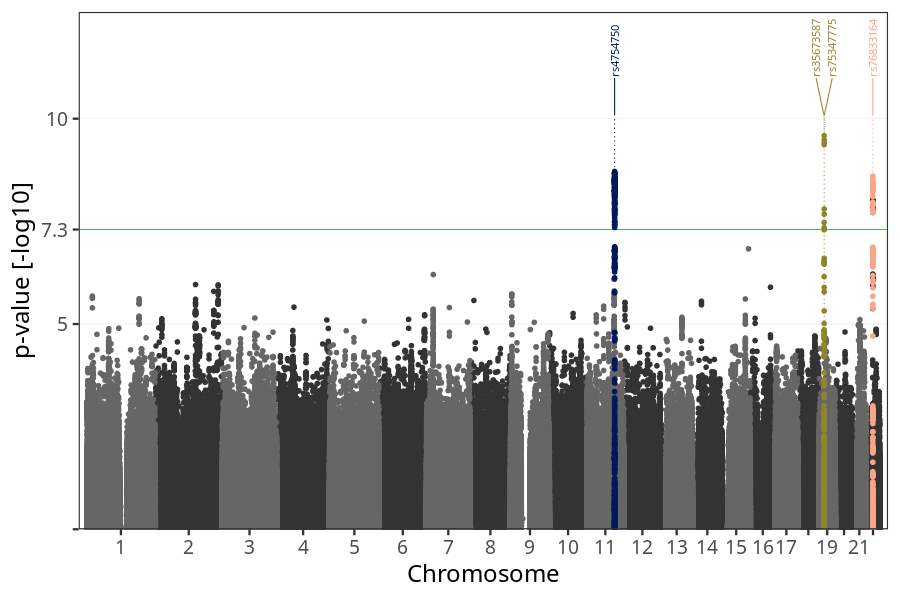 rs4754750
rs35673587
rs75347775
rs76833164
10
7.3
5
p-value [-log10]
1 2 3 4 5 6 7 8 9 10 11 12 13 14 15 16 17 19 21
Chromosome